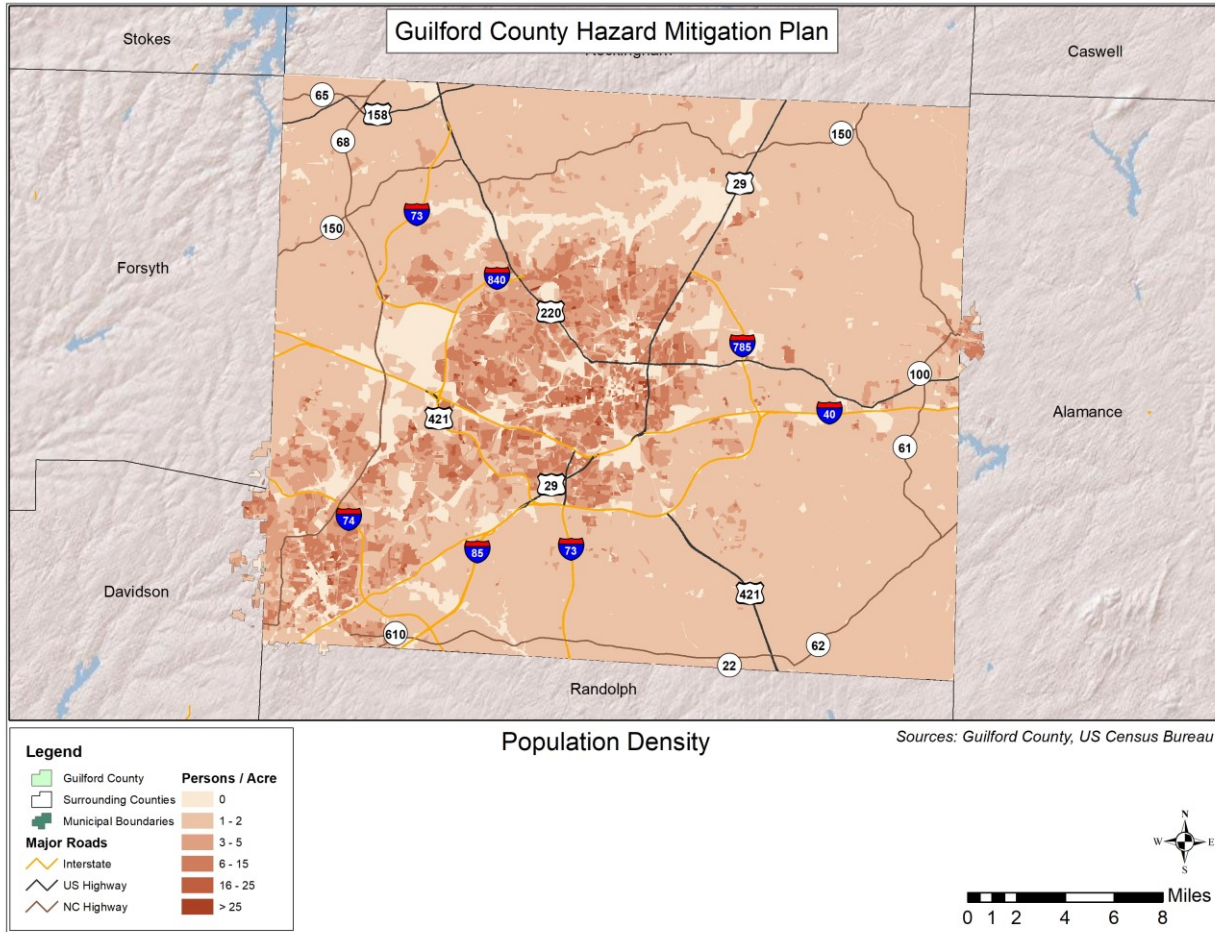 Guilford County Hazard Mitigation Plan
Stokes
Caswell
65
158
68
150
29
73
150
Forsyth
840
220
785
100
421
40
Alamance
61
29
74
85
73
Davidson
421
610
62
22
Randolph
Population Density
Sources: Guilford County, US Census Bureau
Legend
Guilford County
Surrounding Counties
Municipal Boundaries
Major Roads
Interstate
US Highway
NC Highway
Persons / Acre
0
1 - 2
3 - 5
6 - 15
16 - 25
> 25
N
W E
S
Miles
0 1 2 4 6 8